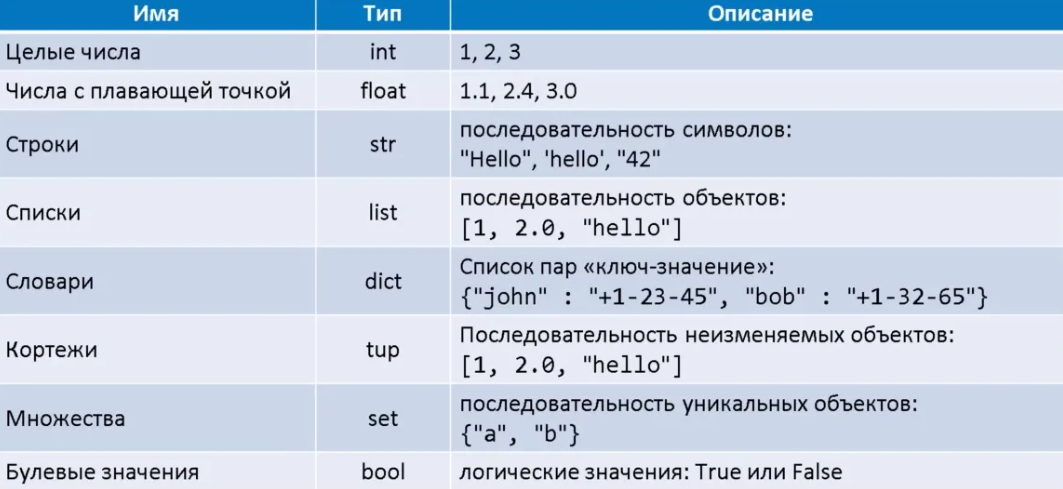 Имя Тип Описание
Целые числа int 1, 2, 3
Числа с плавающей точкой float 1.1, 2.4, 3.0
Строки str последовательность символов:
"Hello", 'hello', "42"
Списки list последовательность объектов:
[1, 2.0, "hello"]
Словари dict Список пар «ключ-значение»:
{"john" : "+1-23-45", "bob" : "+1-32-65"}
Кортежи tup Последовательность неизменяемых объектов:
[1, 2.0, "hello"]
Множества set последовательность уникальных объектов:
{"a", "b"}
Булевые значения bool логические значения: True или False